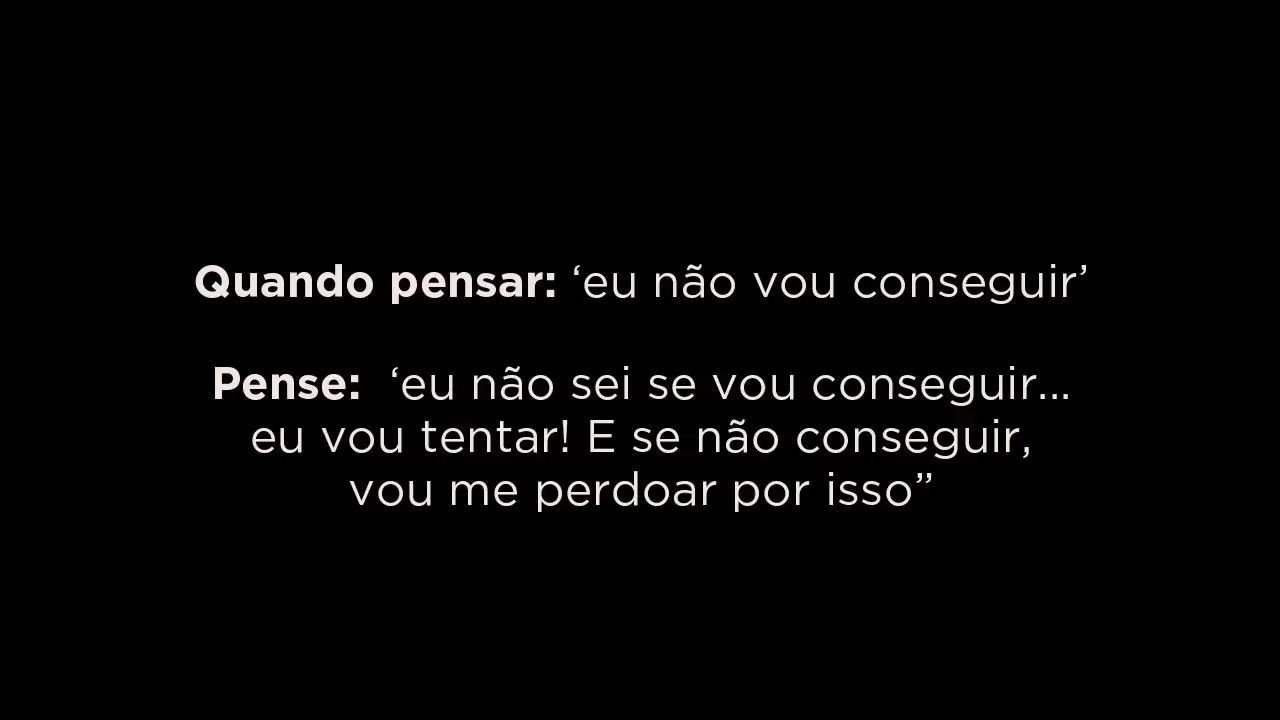 Quando pensar: ‘eu não vou conseguir’
Pense: ‘eu não sei se vou conseguir...
eu vou tentar! E se não conseguir,
vou me perdoar por isso”